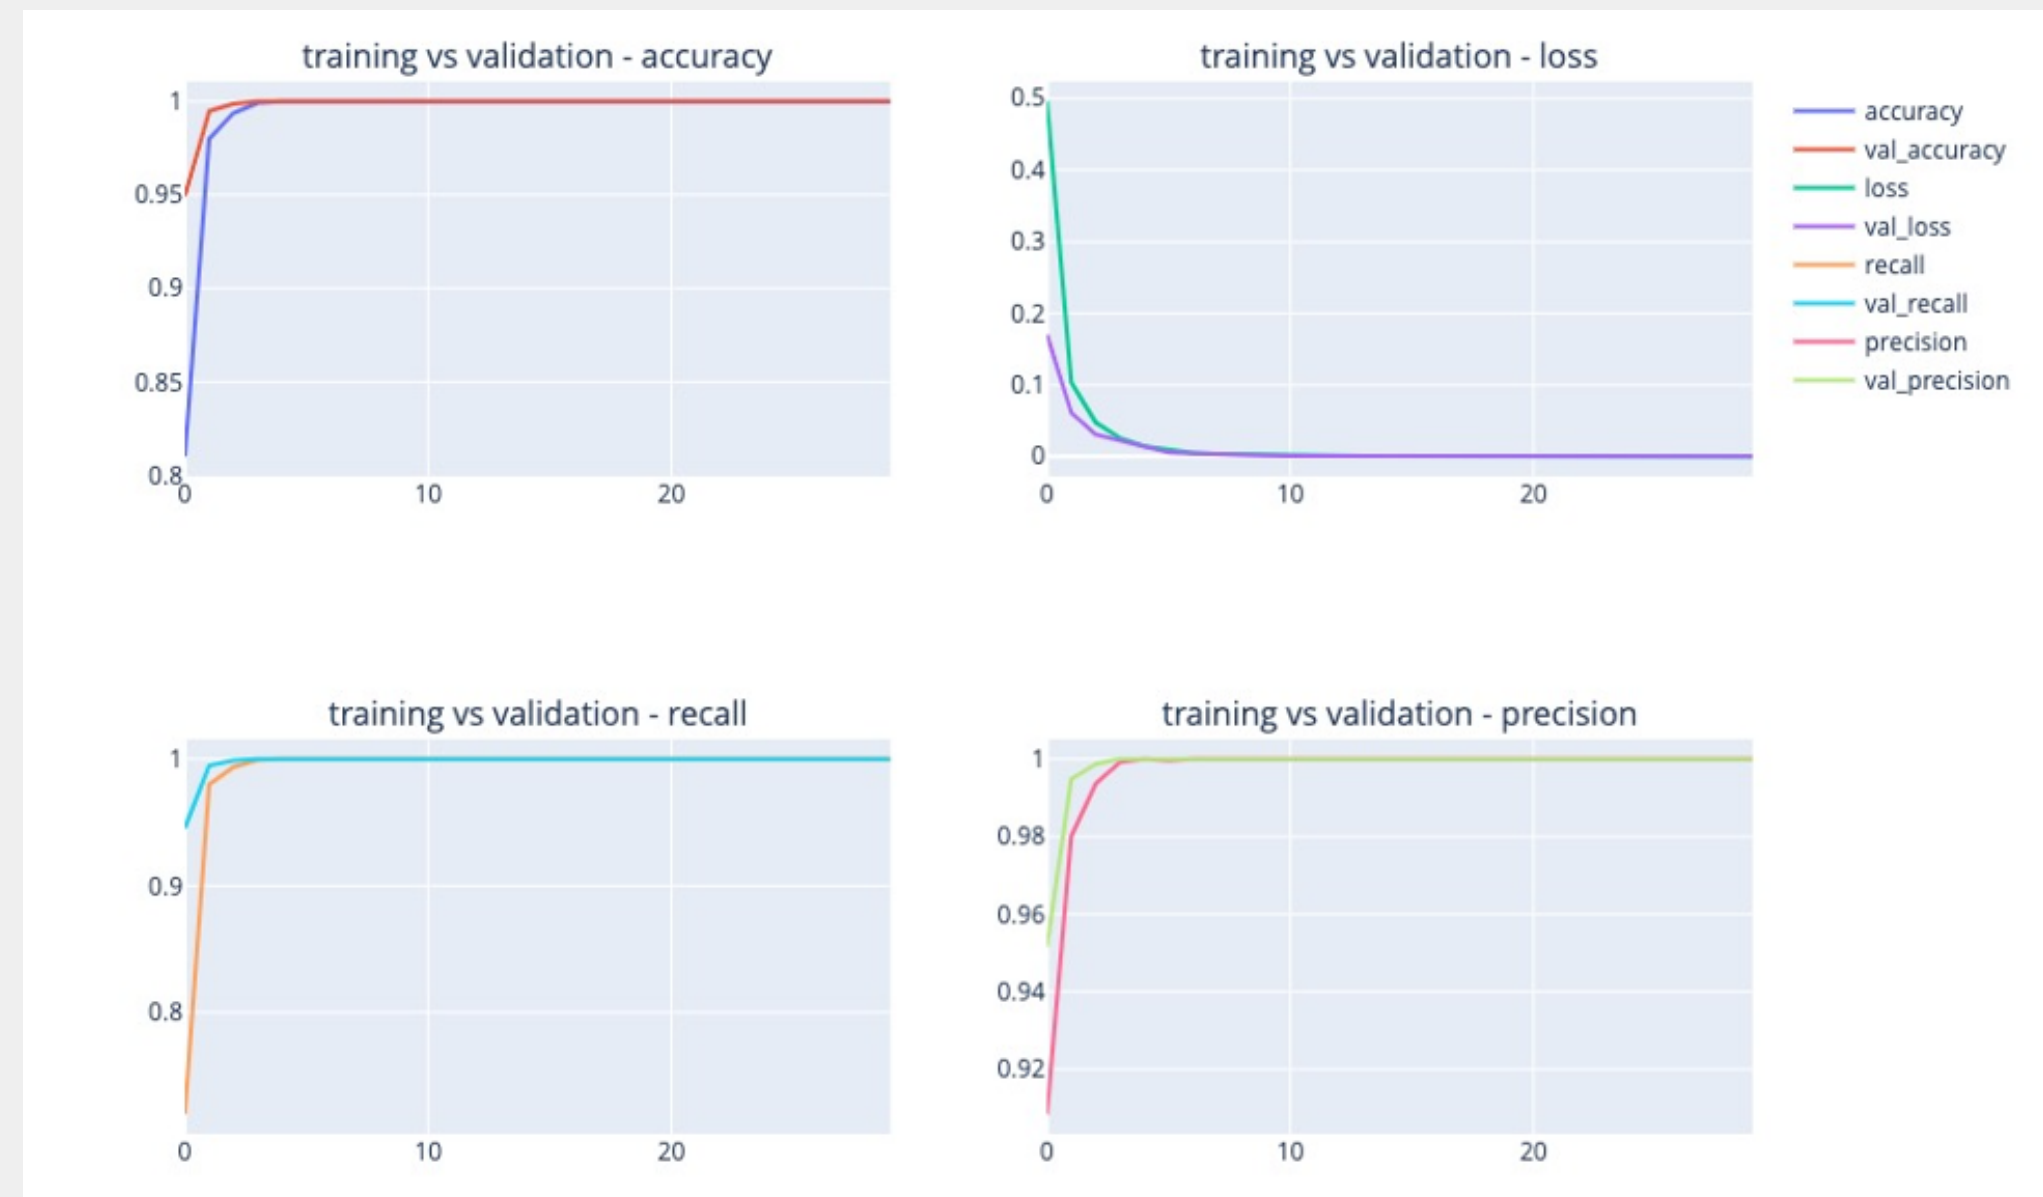 training vs validation - accuracy
1
0.95
0.9
0.85
0.8
0
10
20
training vs validation - loss
0.5
0.4
0.3
0.2
0.1
0
0
10
20
accuracy
val_accuracy
loss
val_loss
recall
val_recall
precision
val_precision
training vs validation - recall
1
0.9
0.8
0
10
20
training vs validation - precision
1
0.98
0.96
0.94
0.92
0
10
20